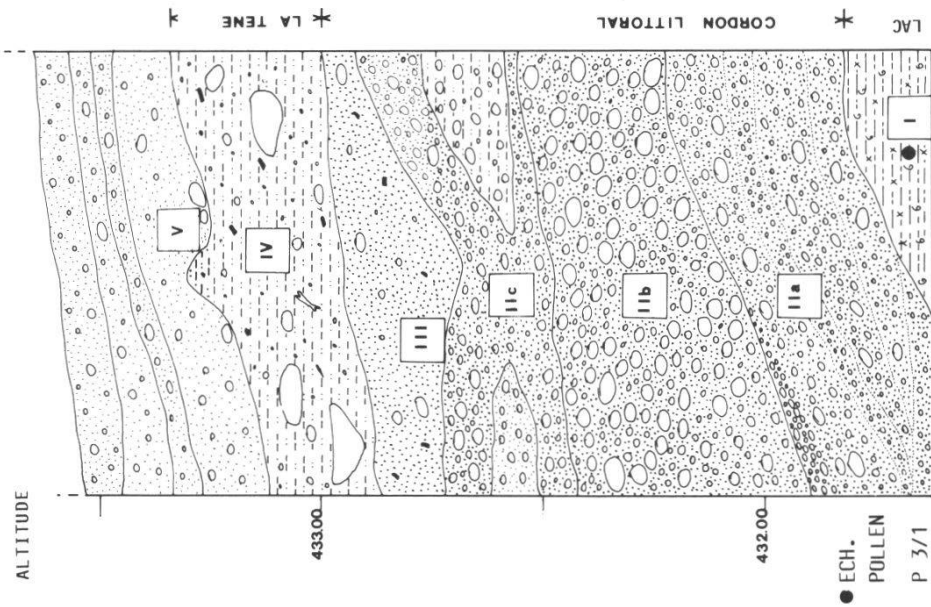 ALTITUDE
433.00
432.00
● ECH.
POLLEN
P 3/1
V
IV
III
IIc
IIb
IIa
I
LA TENE
CORDON LITTORAL
LAC